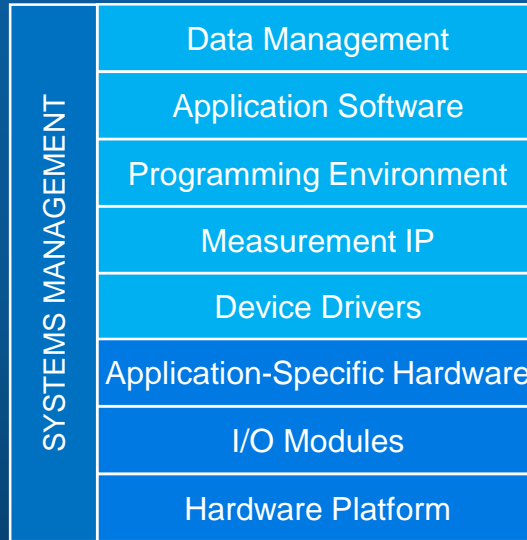 SYSTEMS MANAGEMENT
Data Management
Application Software
Programming Environment
Measurement IP
Device Drivers
Application-Specific Hardware
I/O Modules
Hardware Platform